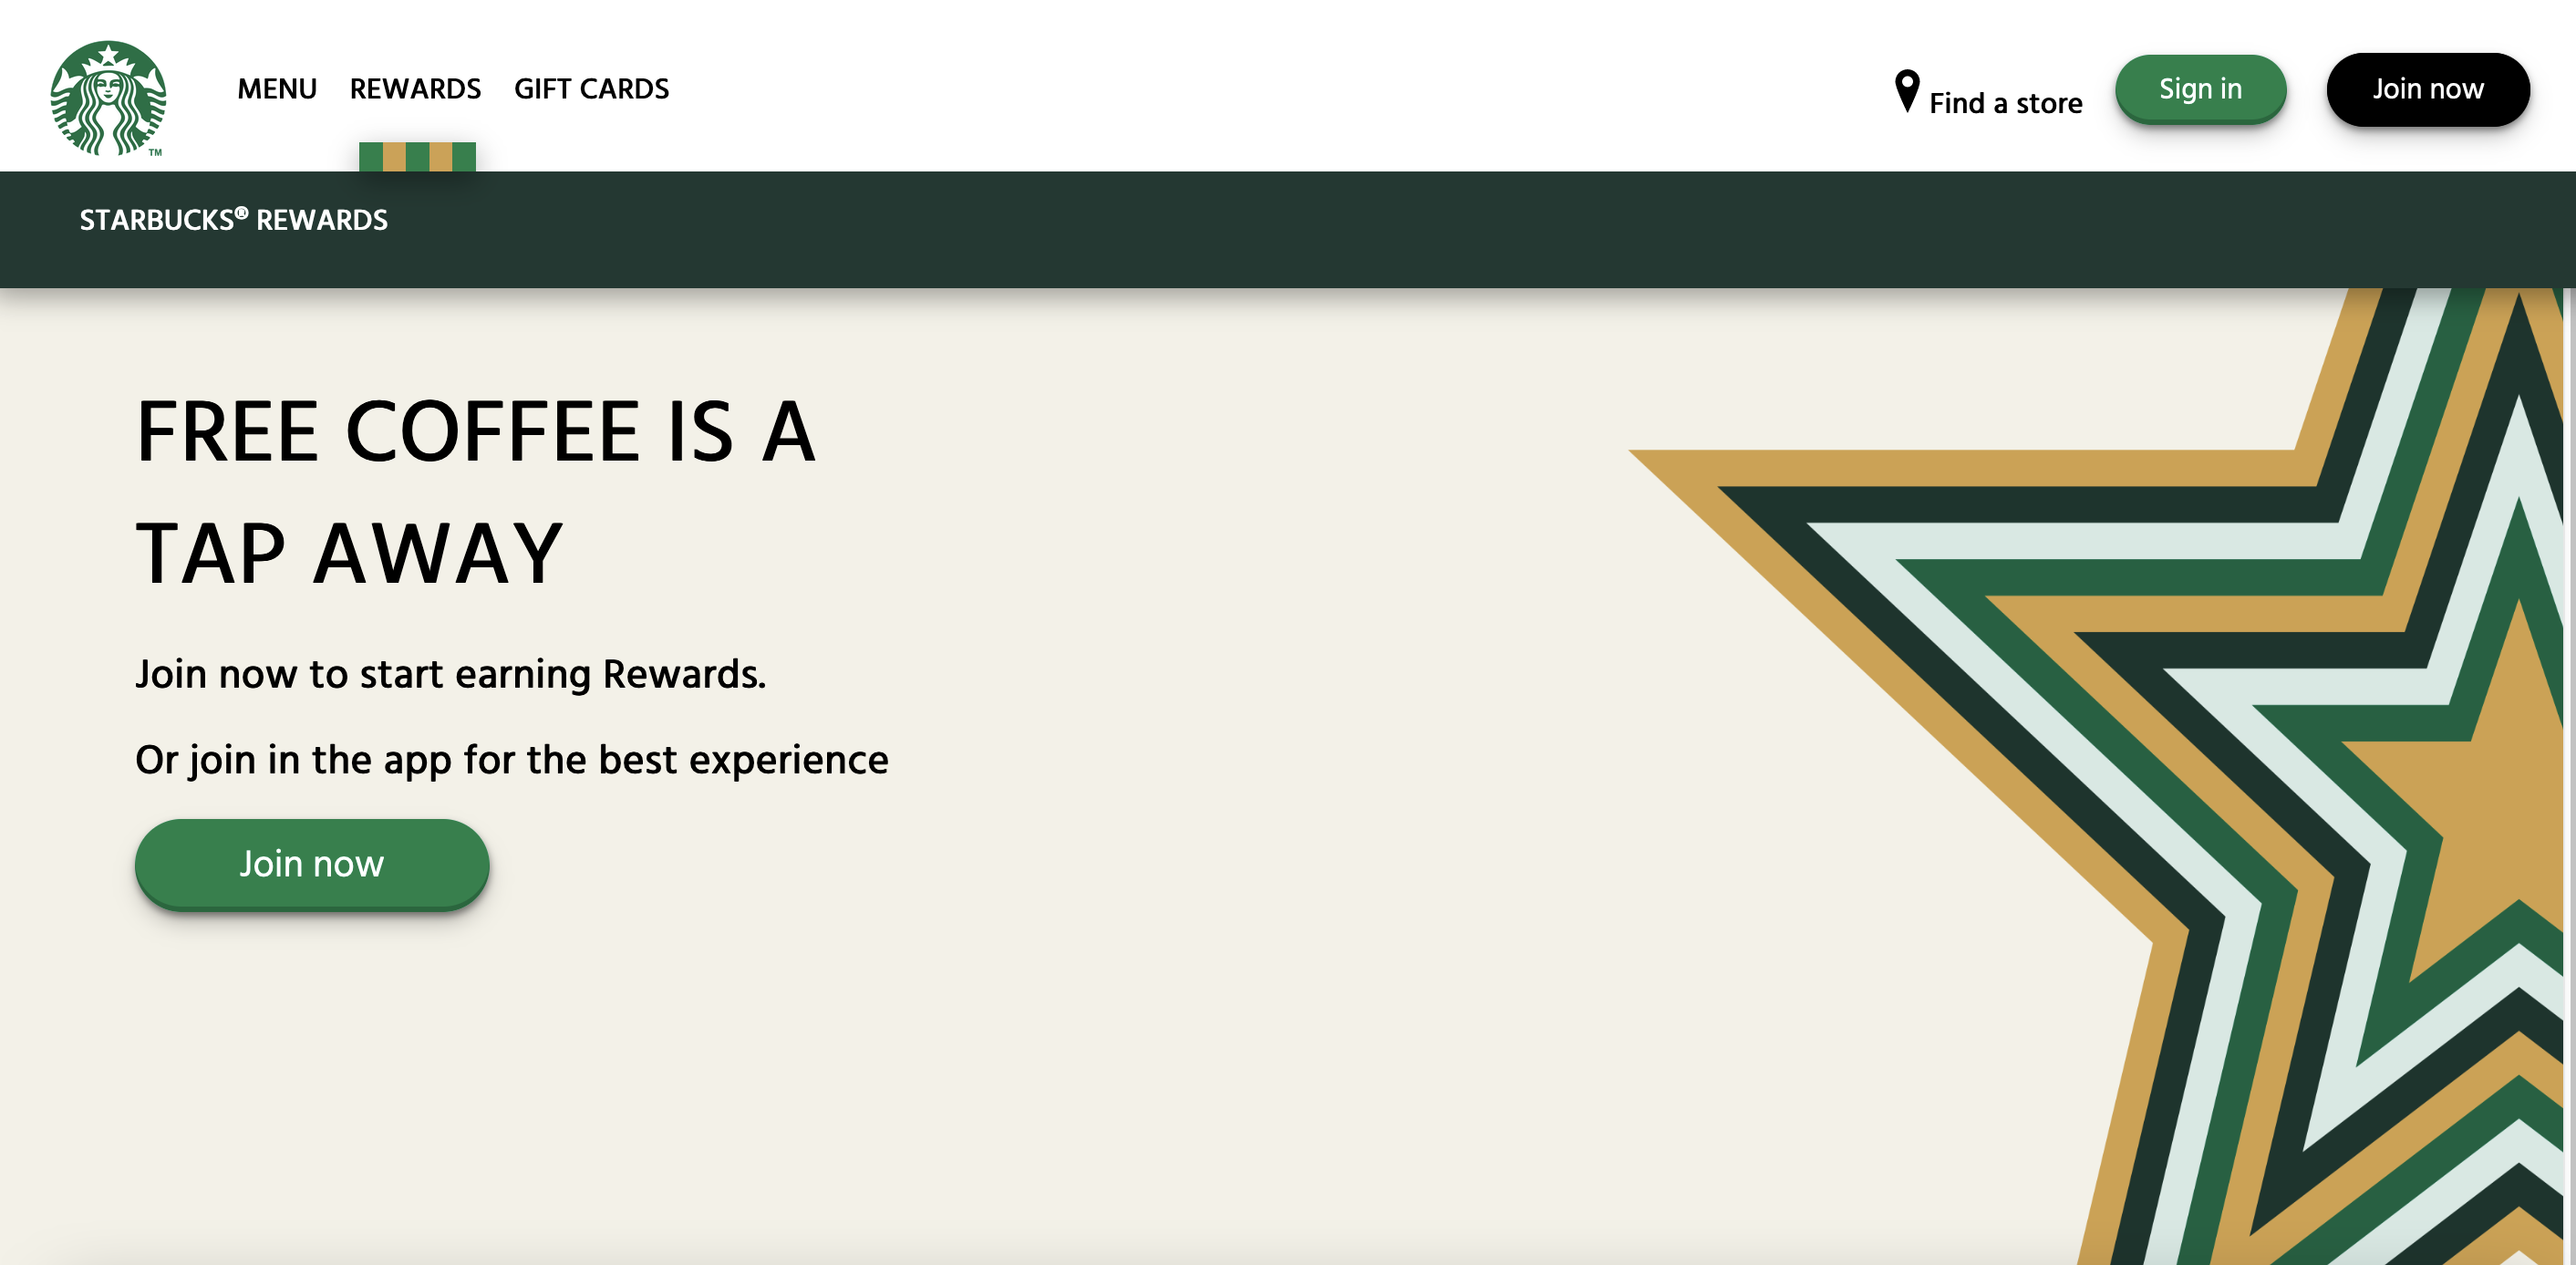 MENU REWARDS GIFT CARDS Find a store Sign in Join now
TM
STARBUCKS® REWARDS
FREE COFFEE IS A
TAP AWAY
Join now to start earning Rewards.
Or join in the app for the best experience
Join now